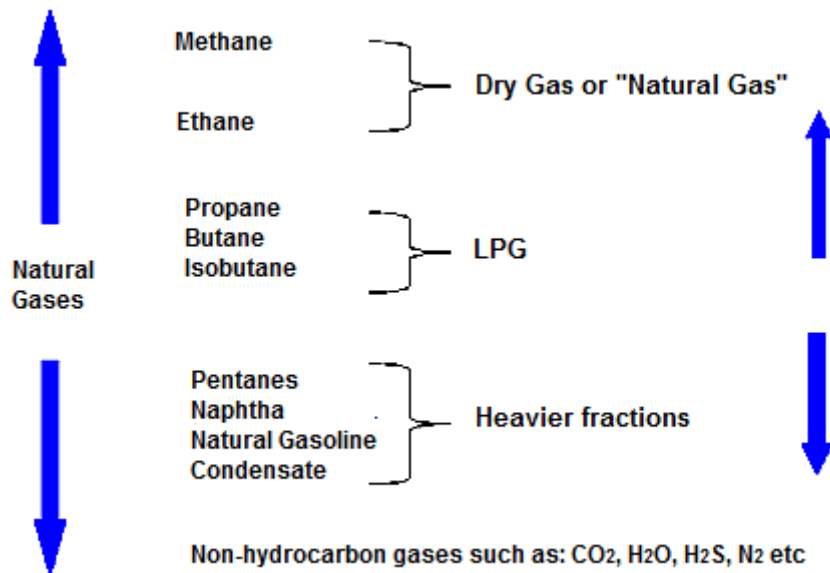 Methane
Dry Gas or "Natural Gas"
Ethane
Propane
Butane
Isobutane
LPG
Natural
Gases
Pentanes
Naphtha
Natural Gasoline
Condensate
Heavier fractions
Non-hydrocarbon gases such as: CO2, H2O, H2S, N2 etc